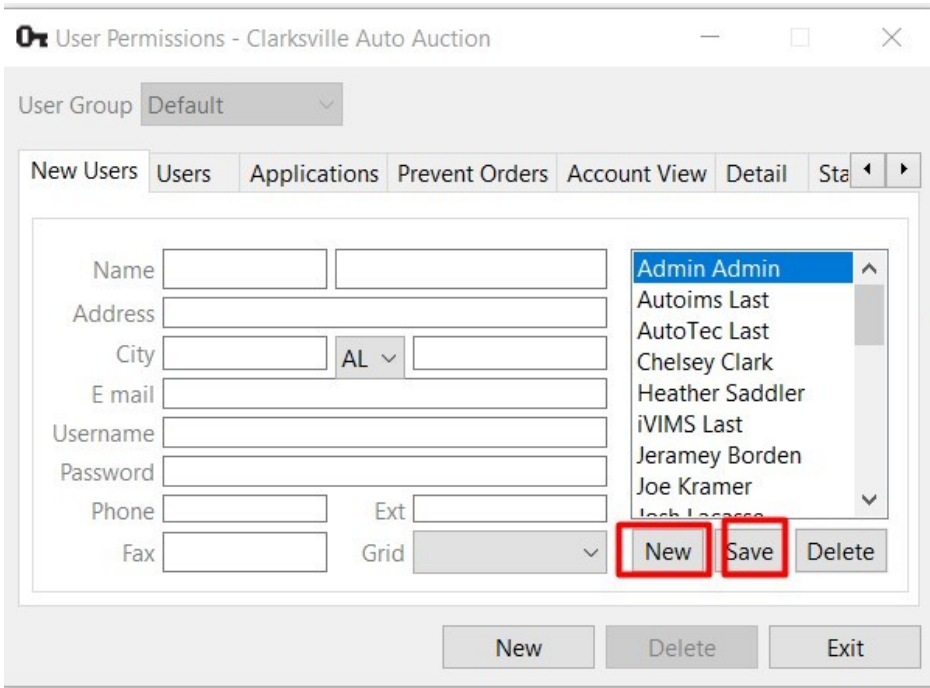 User Permissions - Clarksville Auto Auction
User Group Default
New Users Users Applications Prevent Orders Account View Detail Sta
Name
Address
City AL
E mail
Username
Password
Phone Ext
Fax Grid
Admin Admin
Autoims Last
AutoTec Last
Chelsey Clark
Heather Saddler
iVIMS Last
Jeramey Borden
Joe Kramer
New Save Delete
New Delete Exit